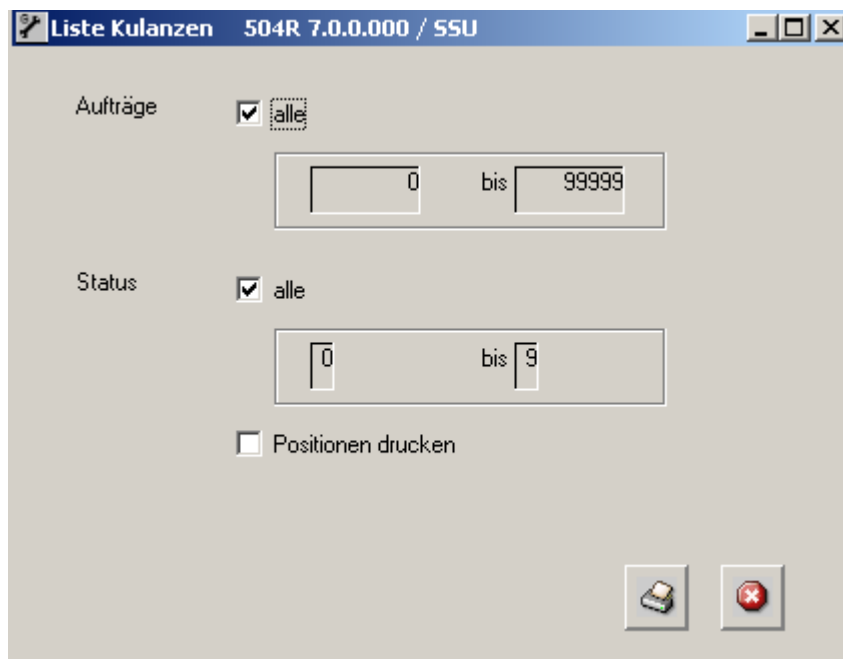 Liste Kulanzen 504R 7.0.0.000 / SSU
Aufträge alle
0 bis 99999
Status alle
0 bis 9
Positionen drucken